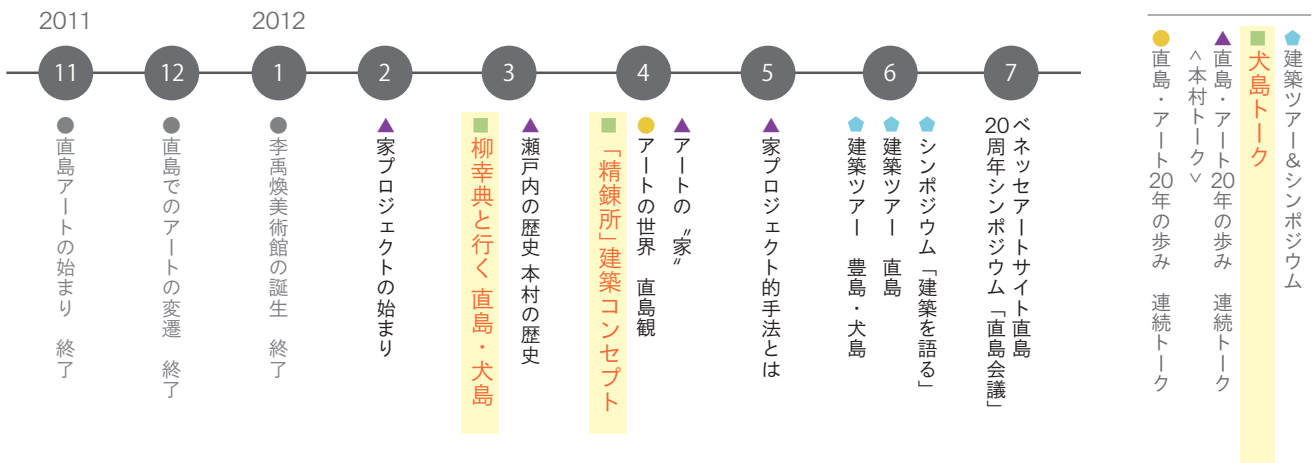 2011
2012
11
12
1
2
3
4
5
6
7
直島アートの始まり 終了
直島でのアートの変遷 終了
李禹煥美術館の誕生 終了
家プロジェクトの始まり
柳幸典と行く 直島・犬島
瀬戸内の歴史 本村の歴史
「精錬所」建築コンセプト
アートの世界 直島観
アートの〝家〟
家プロジェクト的手法とは
建築ツアー 豊島・犬島
建築ツアー 直島
シンポジウム「建築を語る」
ベネッセアートサイト直島
20周年シンポジウム「直島会議」
建築ツアー&シンポジウム
犬島トーク
直島・アート20年の歩み 連続トーク
<本村トーク>
直島・アート20年の歩み 連続トーク